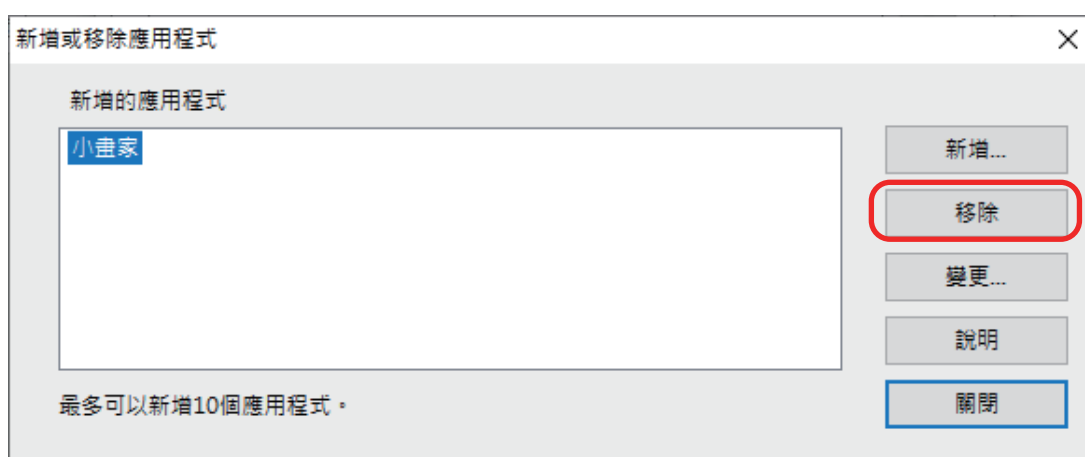 新增或移除應用程式
新增的應用程式
小畫家
新增...
移除
變更...
說明
關閉
最多可以新增10個應用程式。